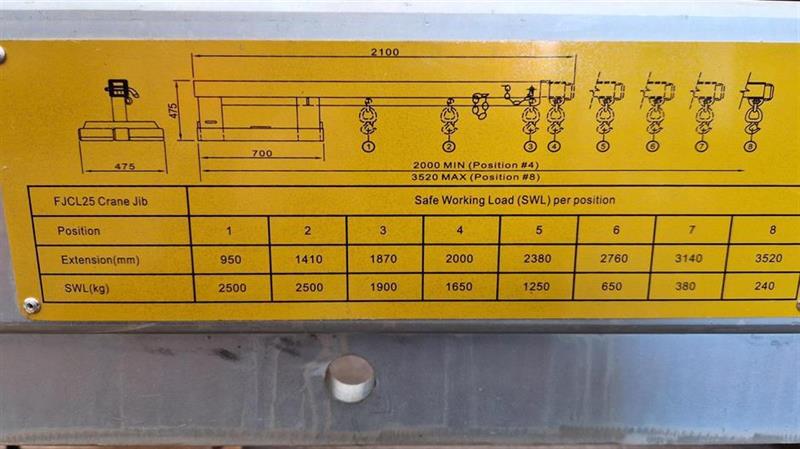 2100
475
475
700
1 2 3 4 5 6 7 8
2000 MIN (Position #4)
3520 MAX (Position #8)
FJCL25 Crane Jib Safe Working Load (SWL) per position
Position 1 2 3 4 5 6 7 8
Extension(mm) 950 1410 1870 2000 2380 2760 3140 3520
SWL(kg) 2500 2500 1900 1650 1250 650 380 240